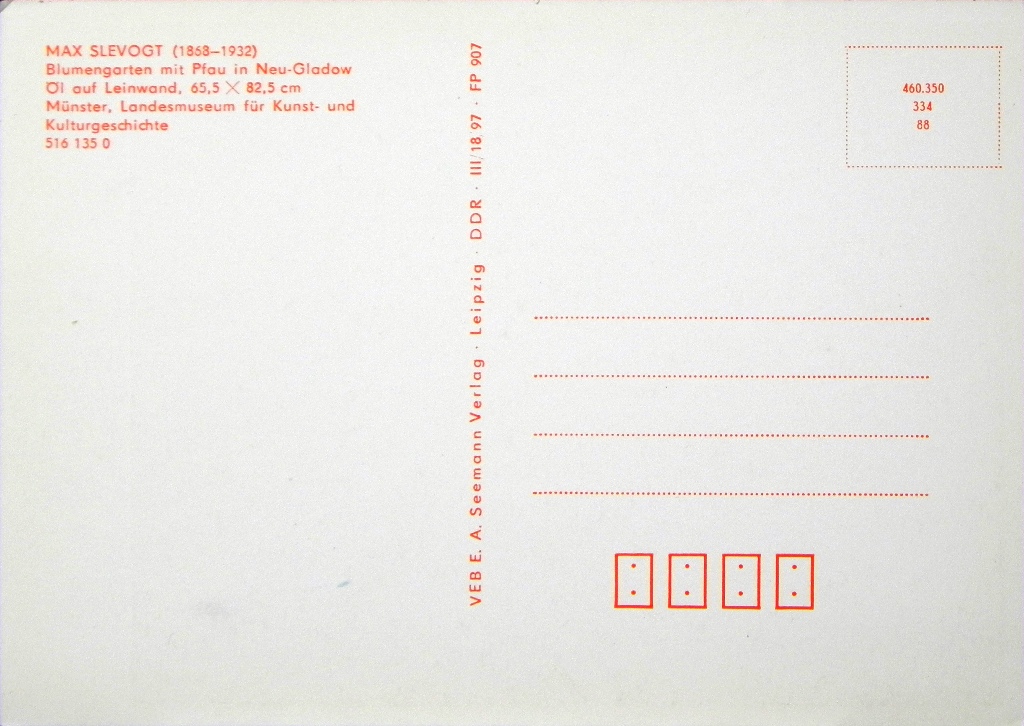 MAX SLEVOGT (1868–1932)
Blumengarten mit Pfau in Neu-Gladow
Öl auf Leinwand, 65,5 × 82,5 cm
Münster, Landesmuseum für Kunst- und
Kulturgeschichte
516 135 0
VEB E. A. Seemann Verlag · Leipzig · DDR · III/18 97 · FP 907
460.350
334
88